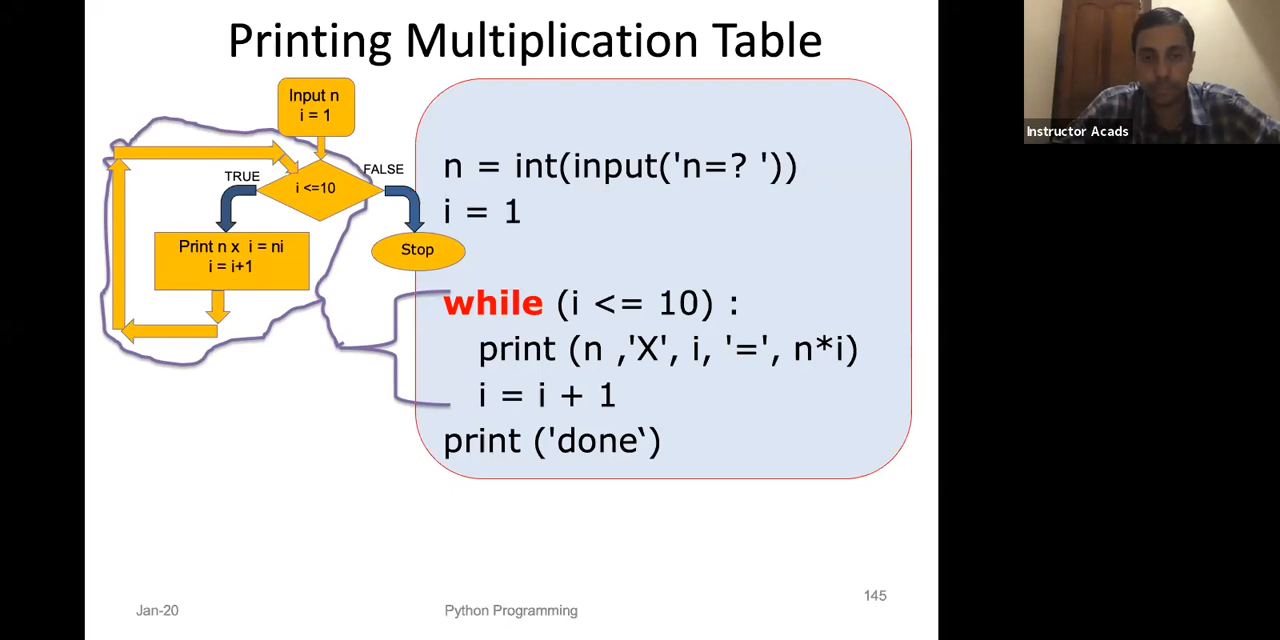 Printing Multiplication Table
Input n
i = 1
i <=10
TRUE
FALSE
Print n x i = ni
i = i+1
Stop
n = int(input('n=? '))
i = 1
while (i <= 10) :
print (n ,'X', i, '=', n*i)
i = i + 1
print ('done‘)
Instructor Acads
Jan-20
Python Programming
145